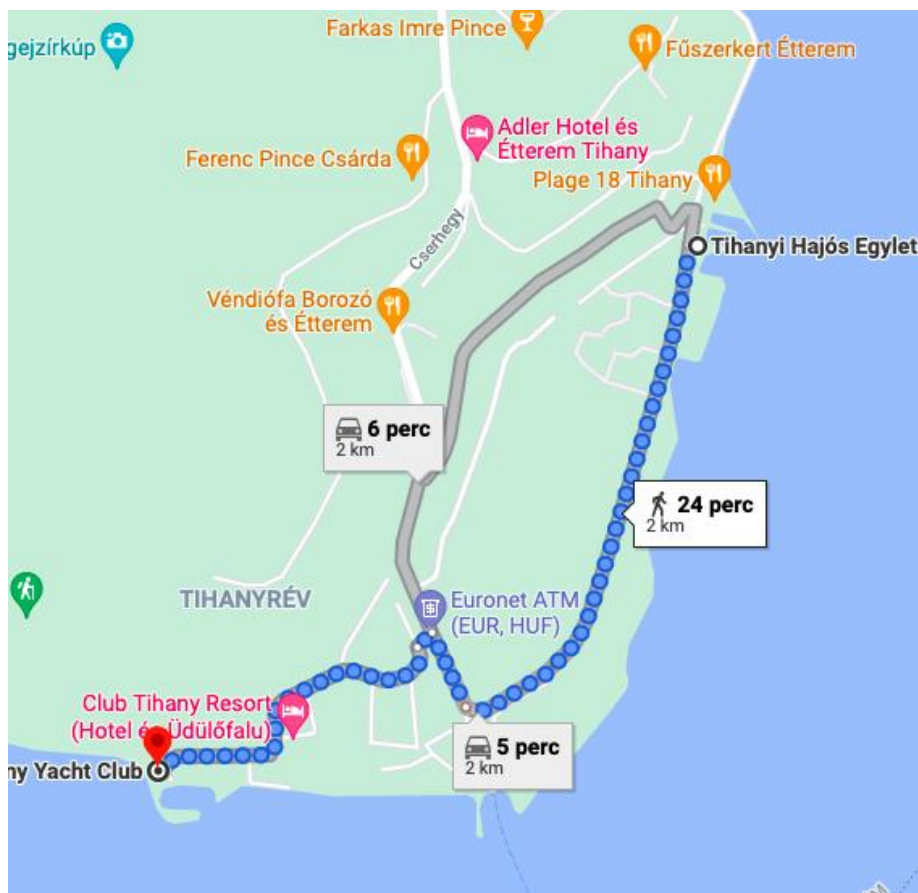 Farkas Imre Pince
gejzírkúp
Fűszerkert Étterem
Adler Hotel és
Étterem Tihany
Ferenc Pince Csárda
Plage 18 Tihany
Cserhegy
Tihanyi Hajós Egylet
Véndiófa Borozó
és Étterem
6 perc
2 km
24 perc
2 km
TIHANYRÉV
Euronet ATM
(EUR, HUF)
Club Tihany Resort
(Hotel és Üdülőfalu)
5 perc
2 km
ny Yacht Club